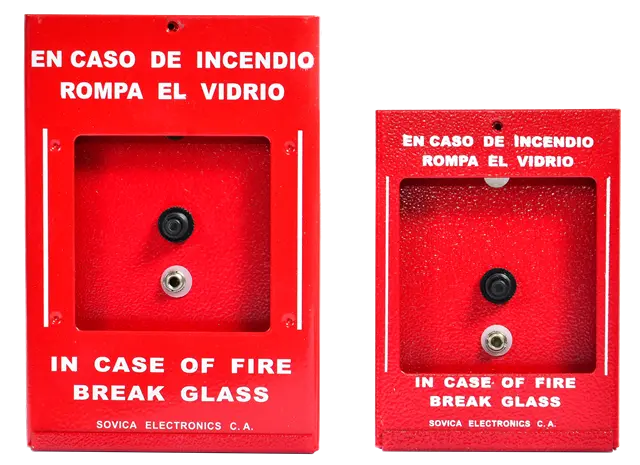 EN CASO DE INCENDIO
ROMPA EL VIDRIO
IN CASE OF FIRE
BREAK GLASS
SOVICA ELECTRONICS C.A.
EN CASO DE INCENDIO
ROMPA EL VIDRIO
IN CASE OF FIRE
BREAK GLASS
SOVICA ELECTRONICS C.A.